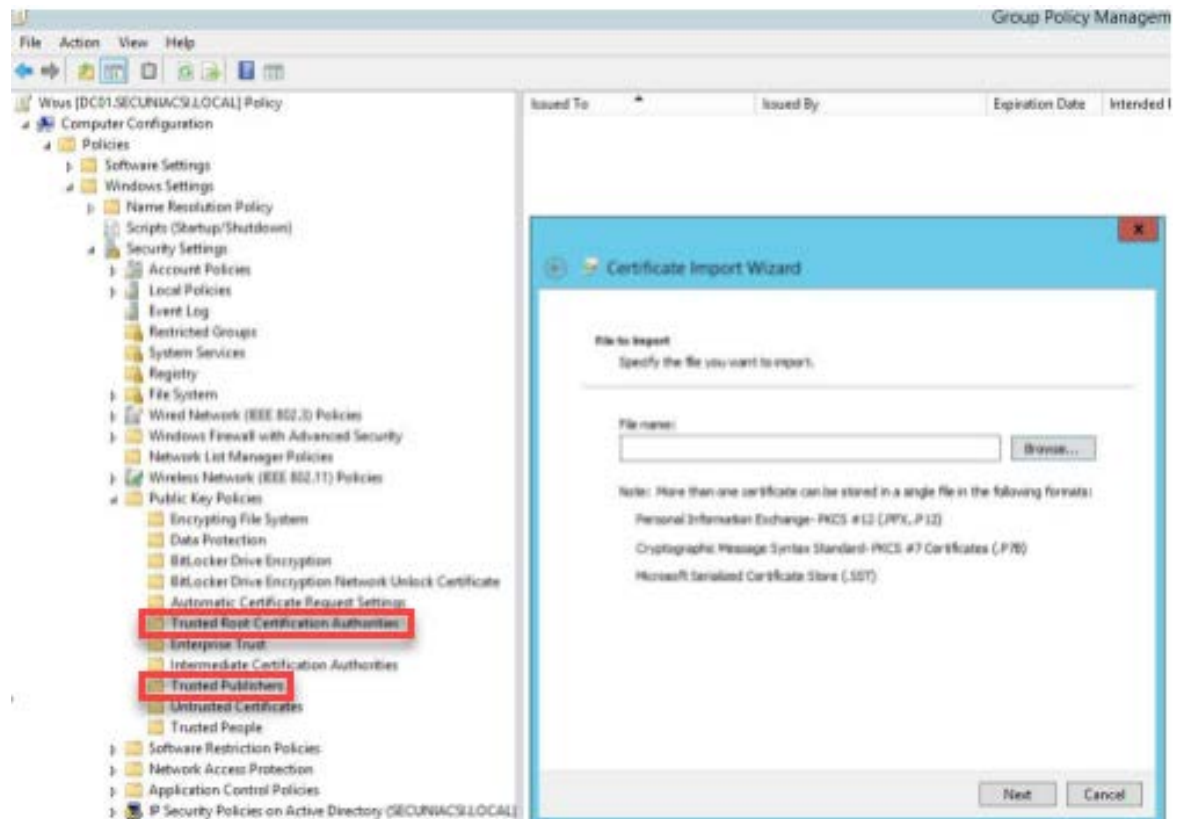 Group Policy Managem
File Action View Help
Wsus [DC01.SECUNIACSI.LOCAL] Policy
Computer Configuration
Policies
Software Settings
Windows Settings
Name Resolution Policy
Scripts (Startup/Shutdown)
Security Settings
Account Policies
Local Policies
Event Log
Restricted Groups
System Services
Registry
File System
Wired Network (IEEE 802.3) Policies
Windows Firewall with Advanced Security
Network List Manager Policies
Wireless Network (IEEE 802.11) Policies
Public Key Policies
Encrypting File System
Data Protection
BitLocker Drive Encryption
BitLocker Drive Encryption Network Unlock Certificate
Automatic Certificate Request Settings
Trusted Root Certification Authorities
Enterprise Trust
Intermediate Certification Authorities
Trusted Publishers
Untrusted Certificates
Trusted People
Software Restriction Policies
Network Access Protection
Application Control Policies
IP Security Policies on Active Directory (SECUNIACSI.LOCAL)
Issued To Issued By Expiration Date Intended
Certificate Import Wizard
File to Import
Specify the file you want to import.
File name:
Browse...
Note: More than one certificate can be stored in a single file in the following formats:
Personal Information Exchange- PKCS #12 (.PFX,.P12)
Cryptographic Message Syntax Standard- PKCS #7 Certificates (.P7B)
Microsoft Serialized Certificate Store (.SST)
Next Cancel